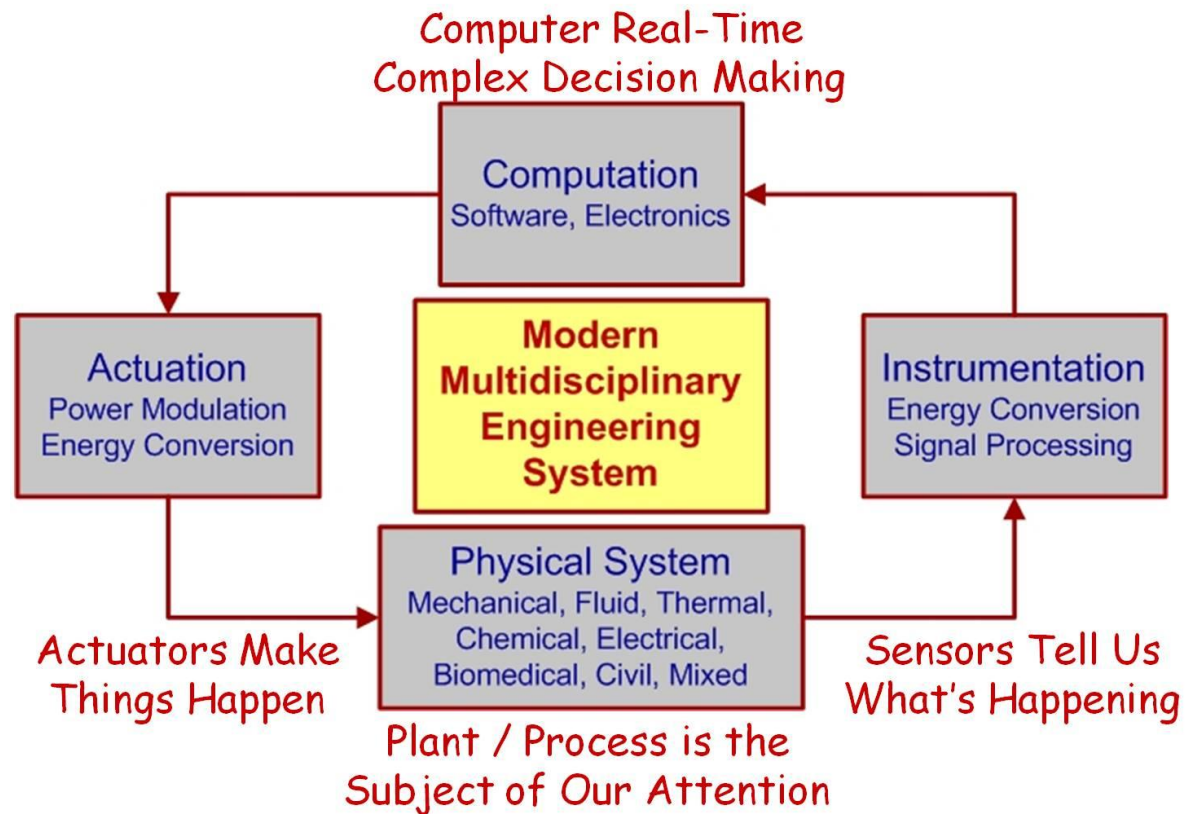 Computer Real-Time
Complex Decision Making
Computation
Software, Electronics
Actuation
Power Modulation
Energy Conversion
Modern
Multidisciplinary
Engineering
System
Instrumentation
Energy Conversion
Signal Processing
Physical System
Mechanical, Fluid, Thermal,
Chemical, Electrical,
Biomedical, Civil, Mixed
Actuators Make
Things Happen
Sensors Tell Us
What's Happening
Plant / Process is the
Subject of Our Attention